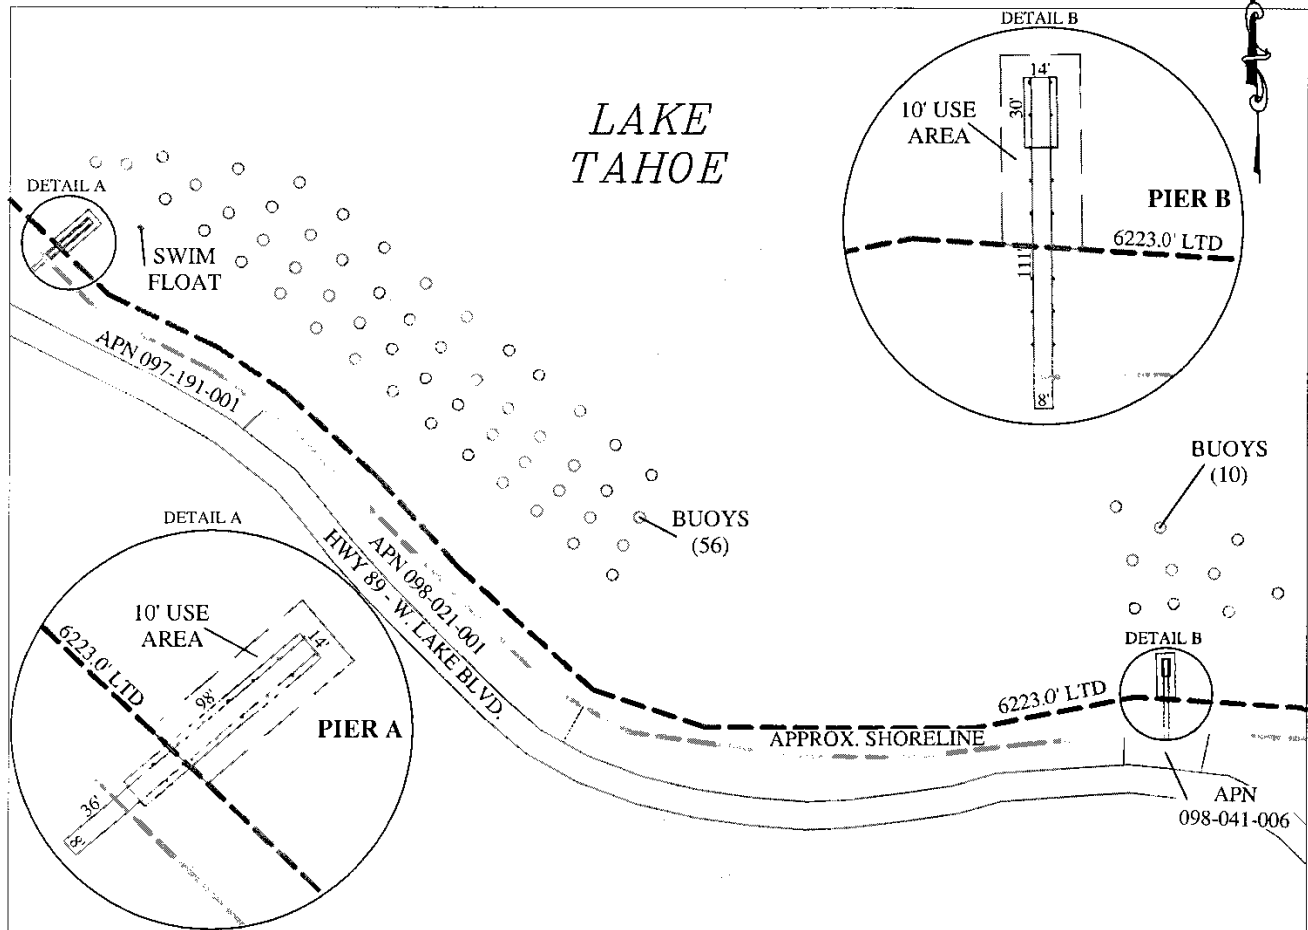 DETAIL B
14'
30'
10' USE
AREA
PIER B
6223.0' LTD
111'
8'
LAKE
TAHOE
DETAIL A
SWIM
FLOAT
APN 097-191-001
BUOYS
(10)
BUOYS
(56)
DETAIL A
10' USE
AREA
14'
6223.0' LTD
98'
PIER A
36'
8'
APN 098-021-001
HWY 89 - W. LAKE BLVD.
DETAIL B
6223.0' LTD
APPROX. SHORELINE
APN
098-041-006